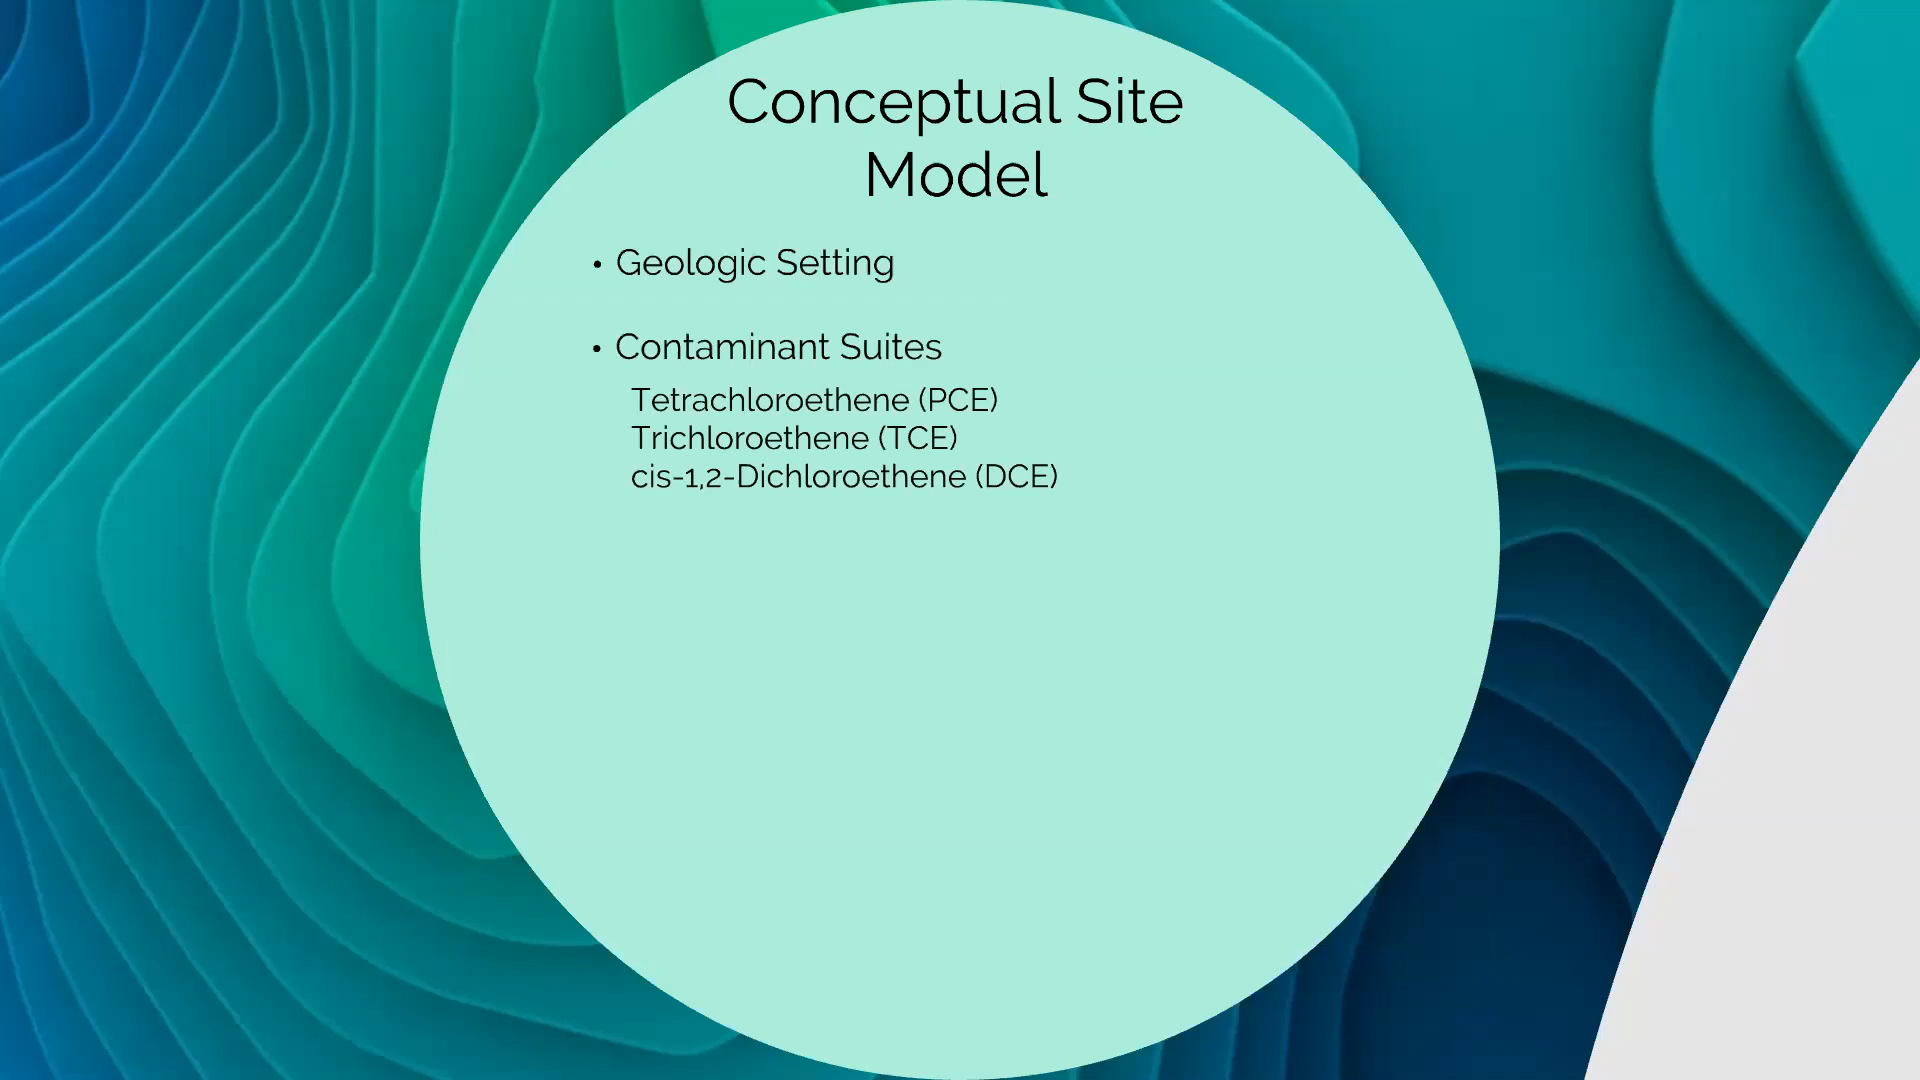 Conceptual Site
Model
• Geologic Setting
• Contaminant Suites
Tetrachloroethene (PCE)
Trichloroethene (TCE)
cis-1,2-Dichloroethene (DCE)